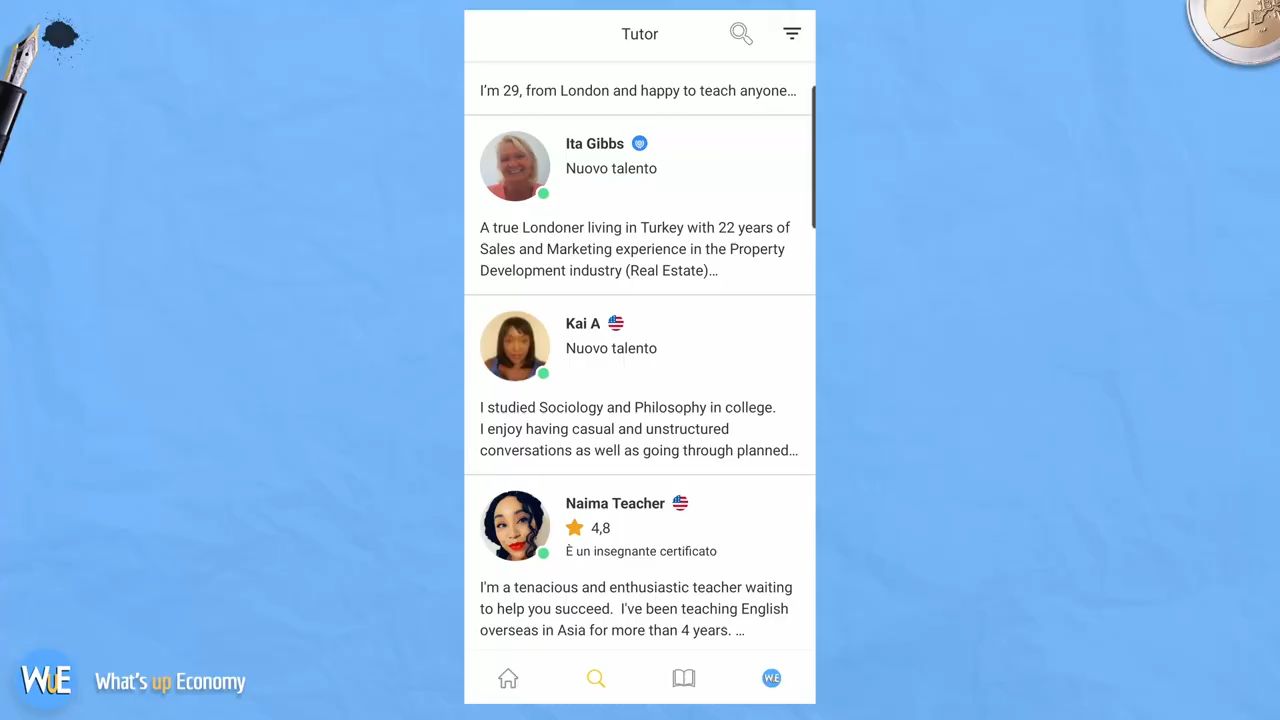 Tutor
I’m 29, from London and happy to teach anyone…
Ita Gibbs
Nuovo talento
A true Londoner living in Turkey with 22 years of
Sales and Marketing experience in the Property
Development industry (Real Estate)…
Kai A
Nuovo talento
I studied Sociology and Philosophy in college.
I enjoy having casual and unstructured
conversations as well as going through planned…
Naima Teacher
4,8
È un insegnante certificato
I'm a tenacious and enthusiastic teacher waiting
to help you succeed.  I've been teaching English
overseas in Asia for more than 4 years. …
WE
WuE What's up Economy